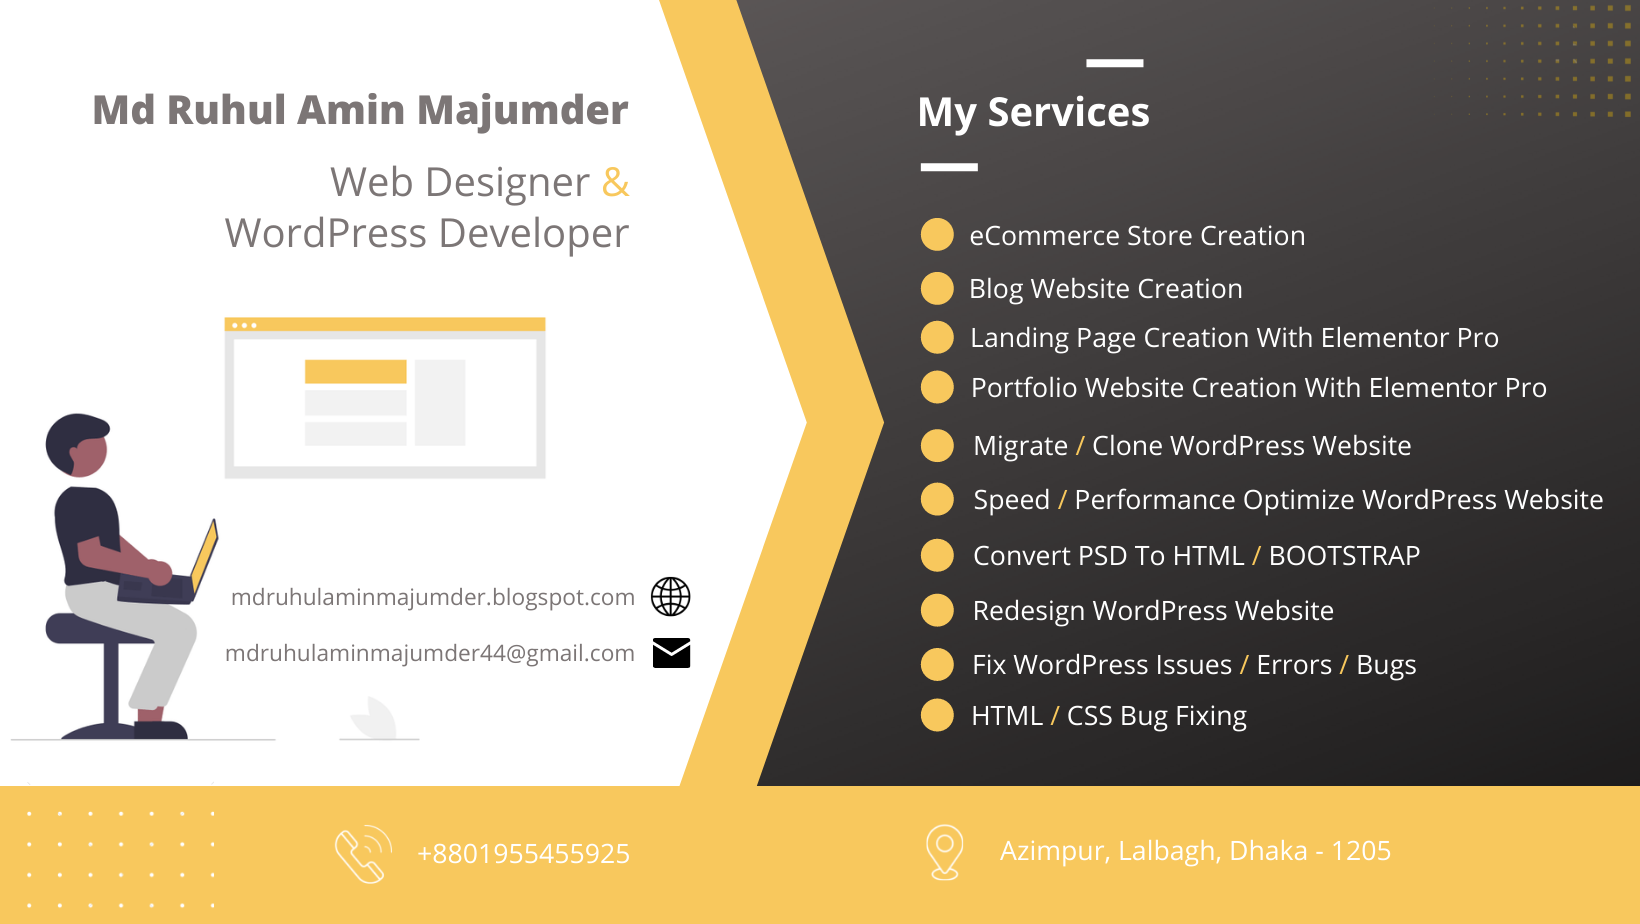 Md Ruhul Amin Majumder
Web Designer &
WordPress Developer
mdruhulaminmajumder.blogspot.com
mdruhulaminmajumder44@gmail.com
My Services
eCommerce Store Creation
Blog Website Creation
Landing Page Creation With Elementor Pro
Portfolio Website Creation With Elementor Pro
Migrate / Clone WordPress Website
Speed / Performance Optimize WordPress Website
Convert PSD To HTML / BOOTSTRAP
Redesign WordPress Website
Fix WordPress Issues / Errors / Bugs
HTML / CSS Bug Fixing
+8801955455925
Azimpur, Lalbagh, Dhaka - 1205